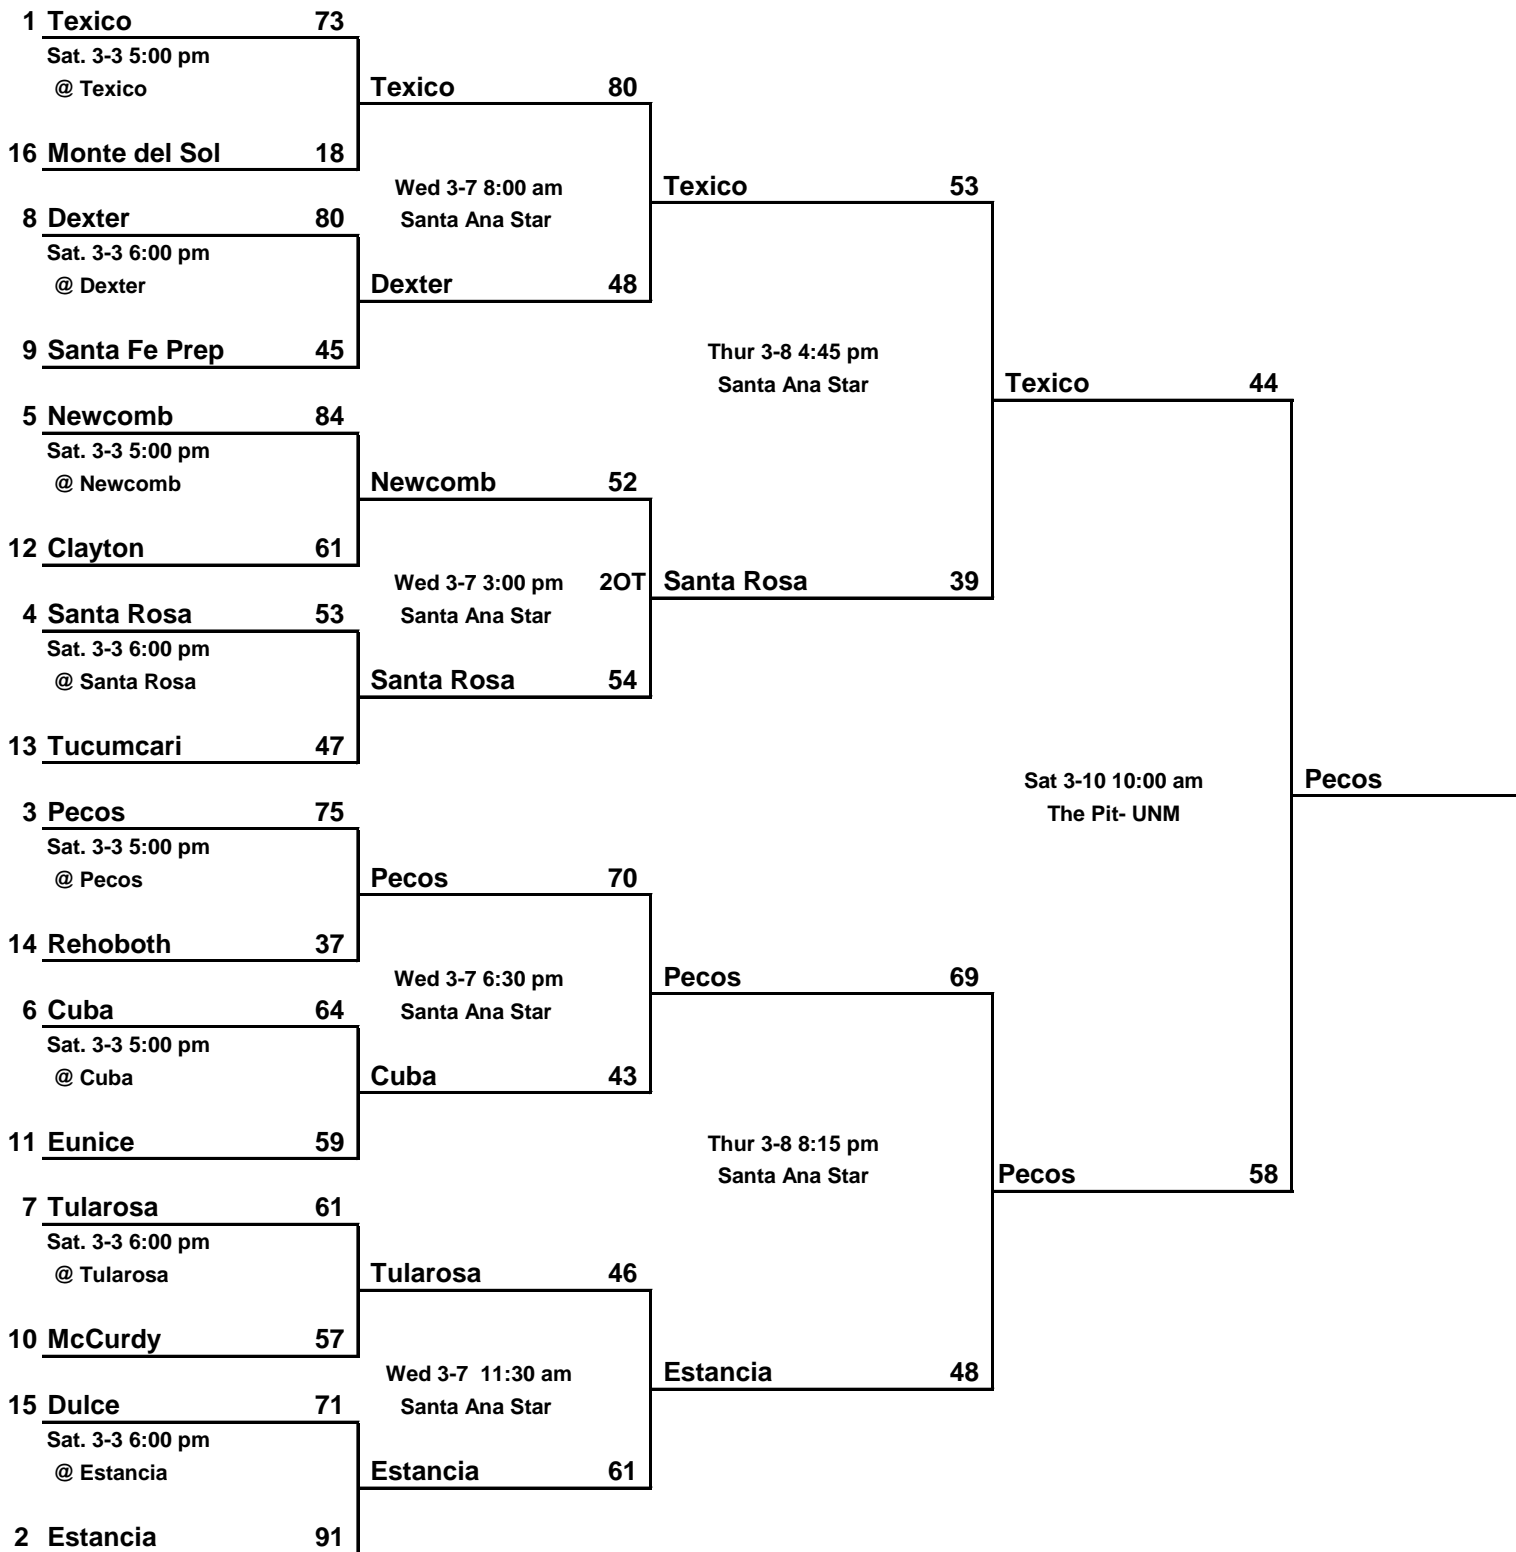 1 Texico 73
Sat. 3-3 5:00 pm
@ Texico
16 Monte del Sol 18
8 Dexter 80
Sat. 3-3 6:00 pm
@ Dexter
9 Santa Fe Prep 45
5 Newcomb 84
Sat. 3-3 5:00 pm
@ Newcomb
12 Clayton 61
4 Santa Rosa 53
Sat. 3-3 6:00 pm
@ Santa Rosa
13 Tucumcari 47
3 Pecos 75
Sat. 3-3 5:00 pm
@ Pecos
14 Rehoboth 37
6 Cuba 64
Sat. 3-3 5:00 pm
@ Cuba
11 Eunice 59
7 Tularosa 61
Sat. 3-3 6:00 pm
@ Tularosa
10 McCurdy 57
15 Dulce 71
Sat. 3-3 6:00 pm
@ Estancia
2 Estancia 91
Texico 80
Wed 3-7 8:00 am
Santa Ana Star
Dexter 48
Newcomb 52
Wed 3-7 3:00 pm 2OT
Santa Ana Star
Santa Rosa 54
Pecos 70
Wed 3-7 6:30 pm
Santa Ana Star
Cuba 43
Tularosa 46
Wed 3-7 11:30 am
Santa Ana Star
Estancia 61
Texico 53
Thur 3-8 4:45 pm
Santa Ana Star
Santa Rosa 39
Pecos 69
Thur 3-8 8:15 pm
Santa Ana Star
Estancia 48
Texico 44
Sat 3-10 10:00 am
The Pit- UNM
Pecos 58
Pecos